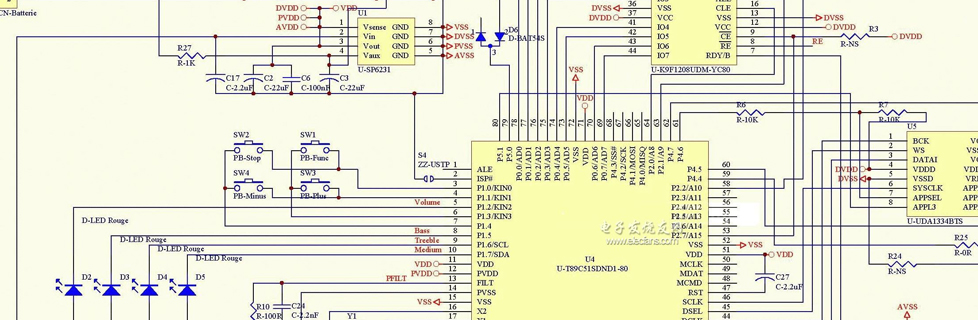 CN-Batterie
DVDD
VDD
PVDD
AVDD
U1
1 Vsense GND 8 VSS
2 Vin GND 7 DVSS
3 Vout GND 6 PVSS
4 Vaux GND 5 AVSS
U-SP6231
D6
D-BAT54S
3
R27
R-1K
C17
C-2.2uF
C2
C-22uF
C6
C-100nF
C3
C-22uF
DVSS 36 VSS CLE 16
DVDD 37 VCC VSS 13 DVSS
41 IO4 VCC 12 DVDD
42 IO5 CE 9
43 IO6 RE 8 RE
44 IO7 RDY/B 7
U-K9F1208UDM-YC80
R3
R-NS
DVDD
VSS
VDD
80 79 78 77 76 75 74 73 72 71 70 69 68 67 66 65 64 63 62 61
P5.1
P5.0
P0.0/AD0
P0.1/AD1
P0.2/AD2
P0.3/AD3
P0.4/AD4
P0.5/AD5
VSS
VDD
P0.6/AD6
P0.7/AD7
P4.3/SS#
P4.2/SCK
P4.1/MOSI
P4.0/MISO
P2.0/A8
P2.1/A9
P4.7
P4.6
R6
R-10K
R7
R-10K
U5
1 BCK
2 WS
3 DATAI
DVDD 4 VDDD
DVSS 5 VSSD
6 SYSCLK
7 APPSEL
8 APPL3
U-UDA1334BTS
SW2
PB-Stop
SW1
PB-Func
SW4
PB-Minus
SW3
PB-Plus
S4
ZZ-USTP
1 ALE
2 ISP#
3 P1.0/KIN0
4 P1.1/KIN1
Volume 5 P1.2/KIN2
6 P1.3/KIN3
7 P1.4
Bass 8 P1.5
Treeble 9 P1.6/SCL
Medium 10 P1.7/SDA
VDD 11 VDD
PVDD 12 PVDD
PFILT 13 FILT
14 PVSS
VSS 15 VSS
16 X2
17 X1
P4.5 60
P4.4 59
P2.2/A10 58
P2.3/A11 57
P2.4/A12 56
P2.5/A13 55
P2.6/A14 54
P2.7/A15 53
VSS 52 VSS
VDD 51 VDD
MCLK 50
MDAT 49
MCMD 48
RST 47
SCLK 46
DSEL 45
DCLK 44
U4
U-T89C51SND1-80
电子发烧友
www.elecfans.com
C27
C-2.2uF
R25
R-0R
R24
R-NS
AVSS
D-LED Rouge
D-LED Rouge
D-LED Rouge
D-LED Rouge
D2
D3
D4
D5
R10
R-100R
C24
C-2.2nF
Y1